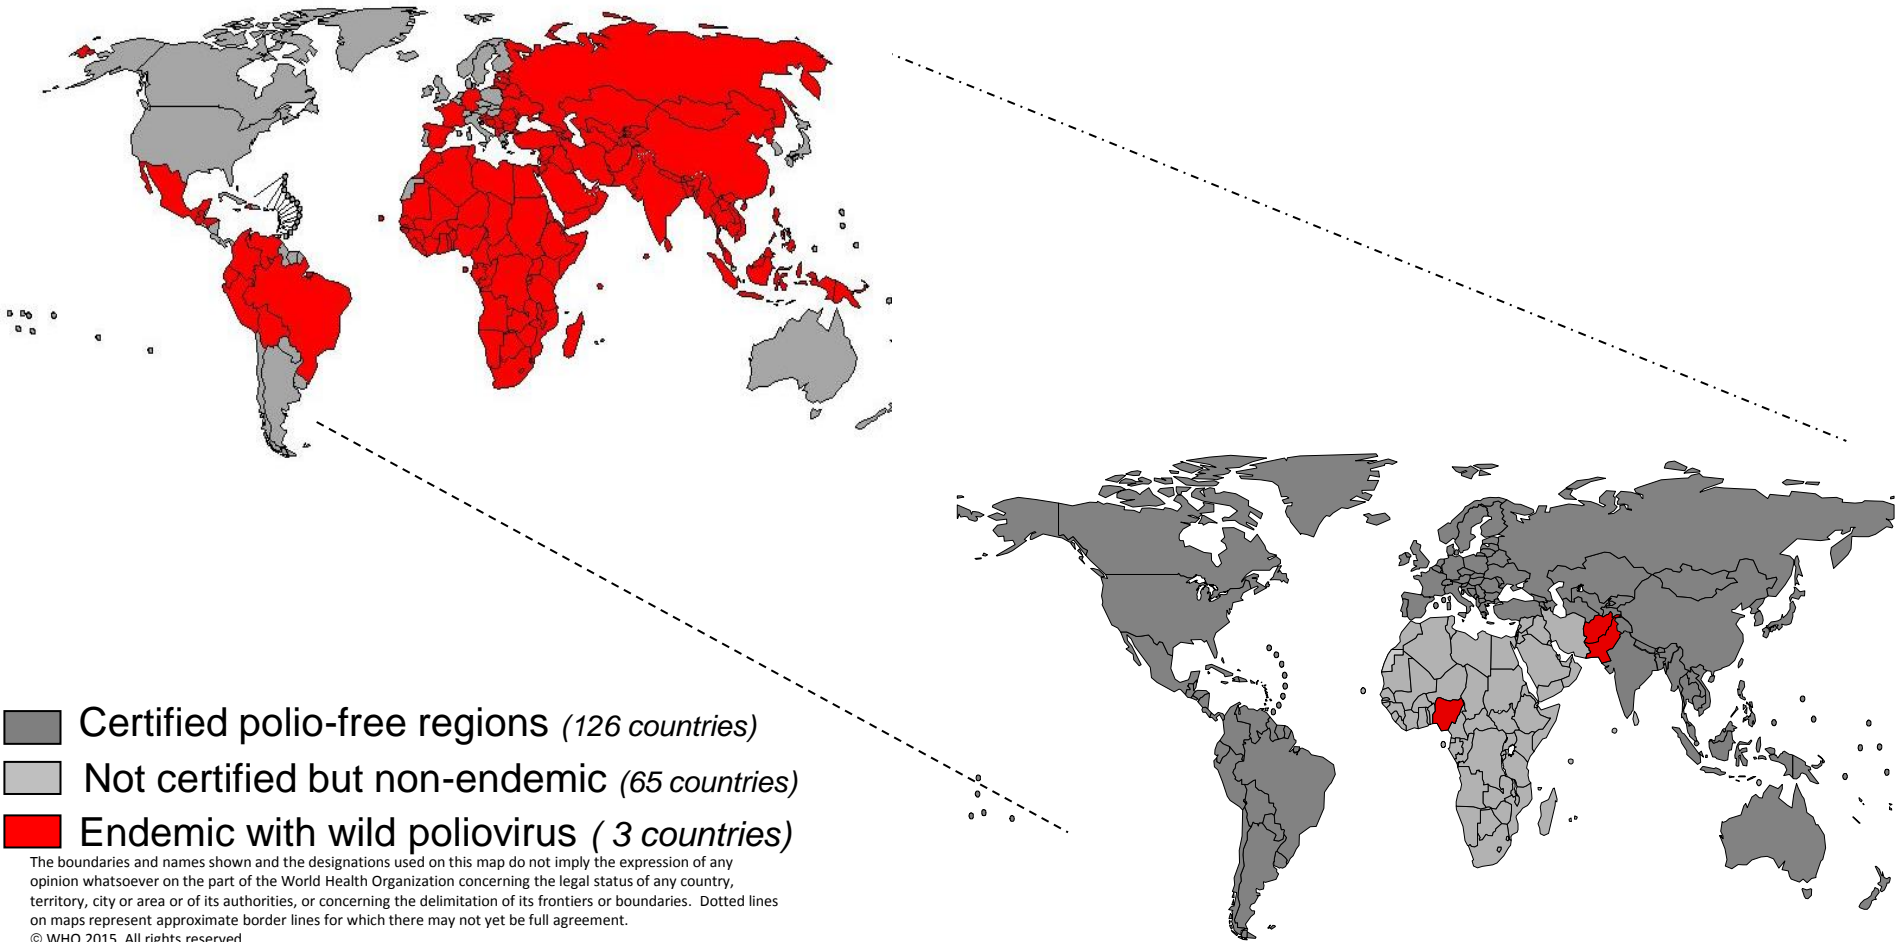 Certified polio-free regions (126 countries)
Not certified but non-endemic (65 countries)
Endemic with wild poliovirus ( 3 countries)
The boundaries and names shown and the designations used on this map do not imply the expression of any
opinion whatsoever on the part of the World Health Organization concerning the legal status of any country,
territory, city or area or of its authorities, or concerning the delimitation of its frontiers or boundaries. Dotted lines
on maps represent approximate border lines for which there may not yet be full agreement.
© WHO 2015. All rights reserved